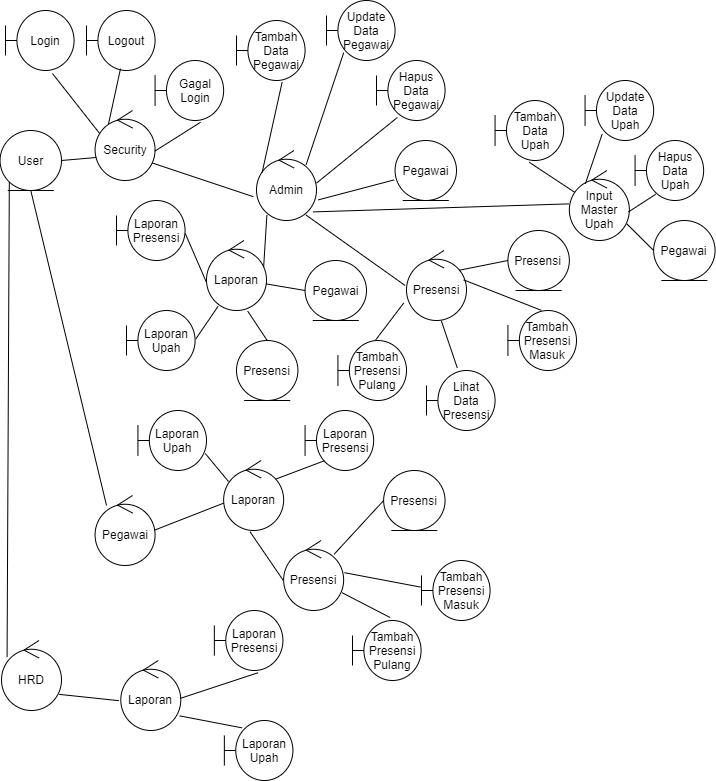 Login
Logout
Gagal
Login
User
Security
Tambah
Data
Pegawai
Update
Data
Pegawai
Hapus
Data
Pegawai
Pegawai
Admin
Tambah
Data
Upah
Update
Data
Upah
Hapus
Data
Upah
Input
Master
Upah
Pegawai
Laporan
Presensi
Laporan
Pegawai
Laporan
Upah
Presensi
Presensi
Presensi
Tambah
Presensi
Masuk
Tambah
Presensi
Pulang
Lihat
Data
Presensi
Laporan
Upah
Laporan
Presensi
Laporan
Pegawai
Presensi
Presensi
Tambah
Presensi
Masuk
Tambah
Presensi
Pulang
Laporan
Presensi
HRD
Laporan
Laporan
Upah